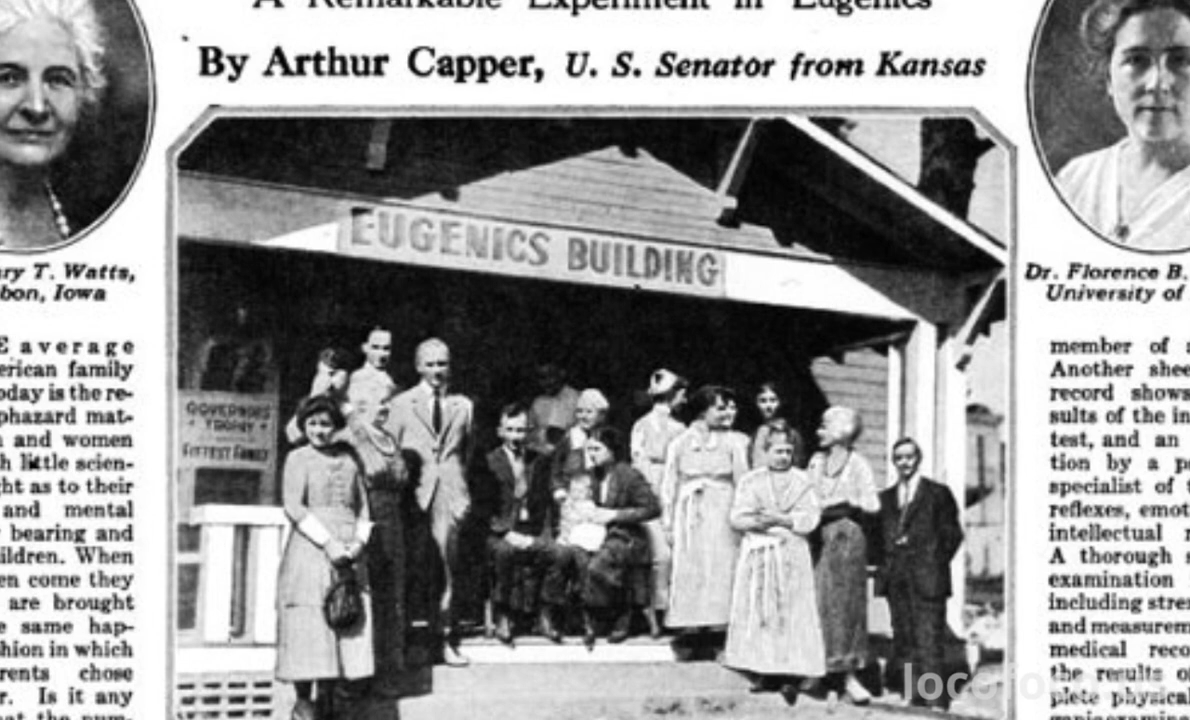 A Remarkable Experiment in Eugenics
By Arthur Capper, U. S. Senator from Kansas
EUGENICS BUILDING
GOVERNORS'
TROPHY
FITTEST FAMILY
ry T. Watts,
bon, Iowa
E average
erican family
oday is the re-
phazard mat-
n and women
h little scien-
ght as to their
and mental
bearing and
ildren. When
en come they
are brought
e same hap-
hion in which
rents chose
r. Is it any
at the num-
Dr. Florence B.
University of
member of a
Another shee
record shows
sults of the in
test, and an
tion by a p
specialist of t
reflexes, emot
intellectual
A thorough s
examination
including stren
and measurem
medical reco
the results o
plete physical